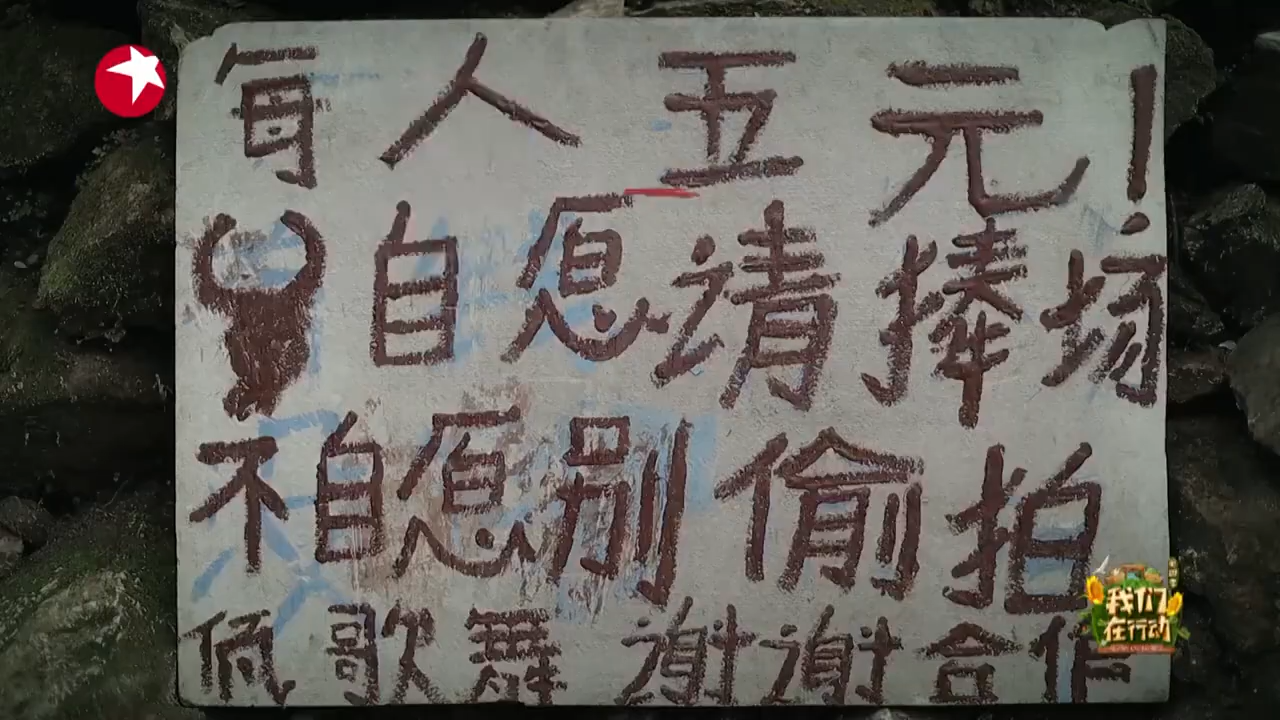 每人五元！
自愿请捧场
不自愿别偷拍
佤歌舞谢谢合作
我们
在行动